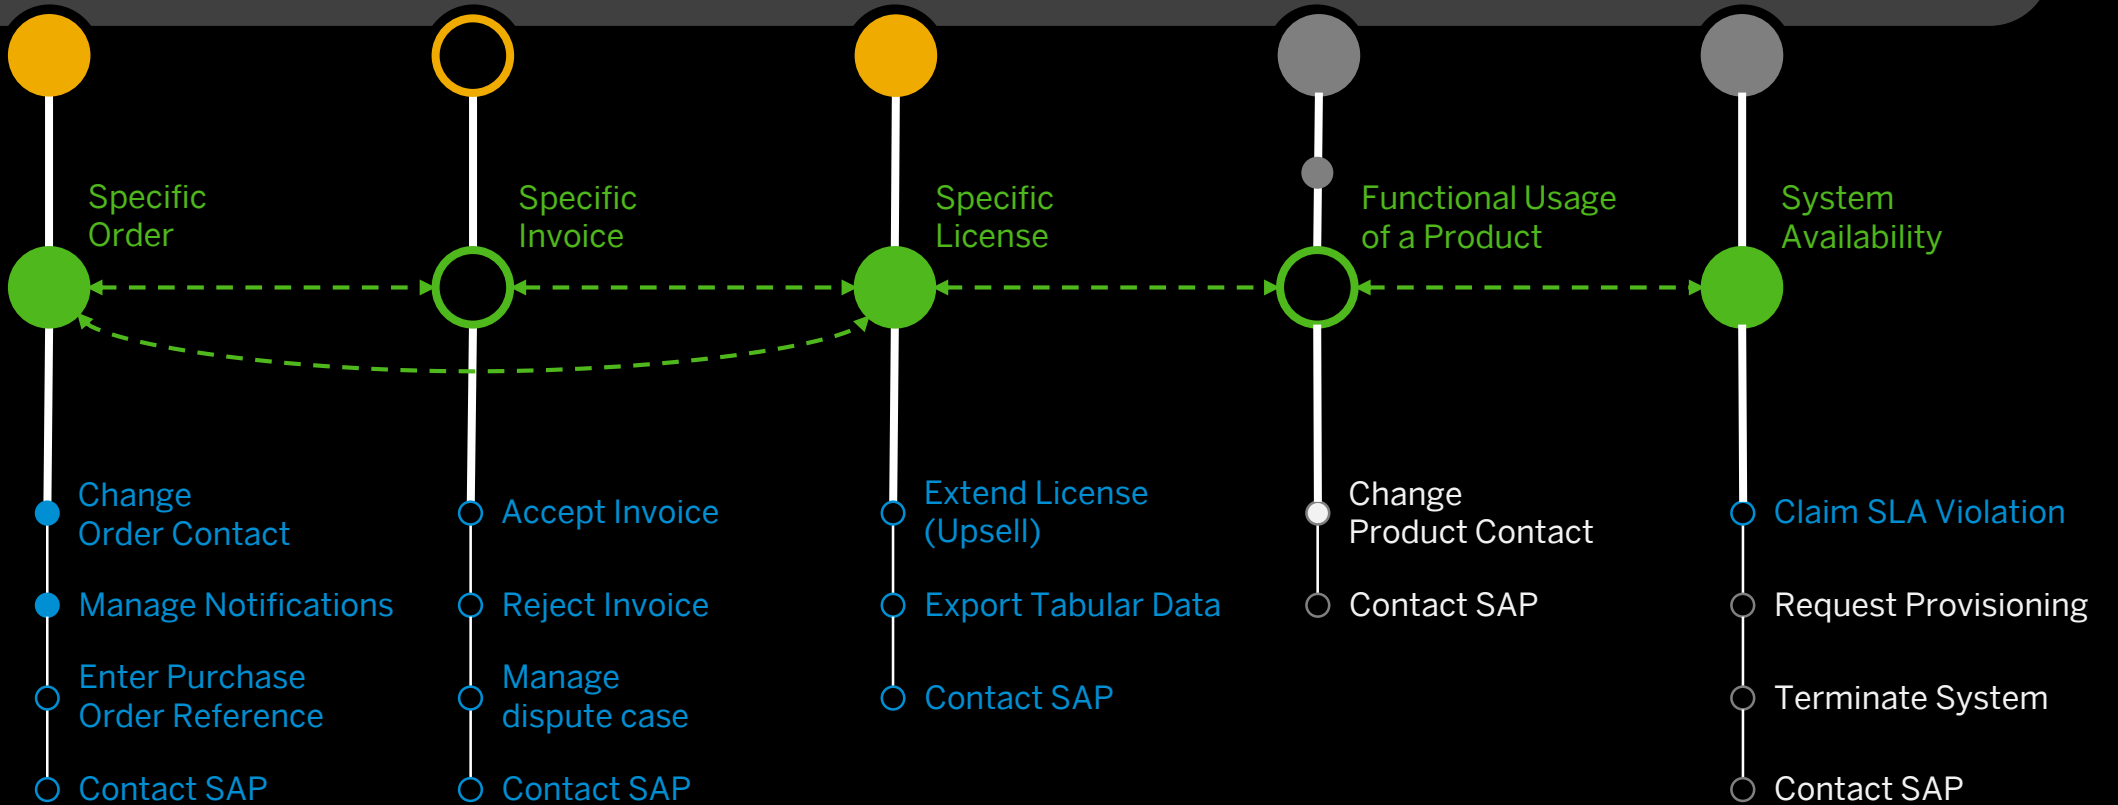 Specific
Order
Specific
Invoice
Specific
License
Functional Usage
of a Product
System
Availability
Change
Order Contact
Manage Notifications
Enter Purchase
Order Reference
Contact SAP
Accept Invoice
Reject Invoice
Manage
dispute case
Contact SAP
Extend License
(Upsell)
Export Tabular Data
Contact SAP
Change
Product Contact
Contact SAP
Claim SLA Violation
Request Provisioning
Terminate System
Contact SAP